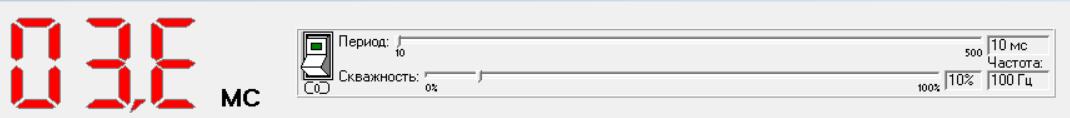 03,E мс
Период: 10 500 10 мс
Частота:
Скважность: 0% 100% 10% 100 Гц